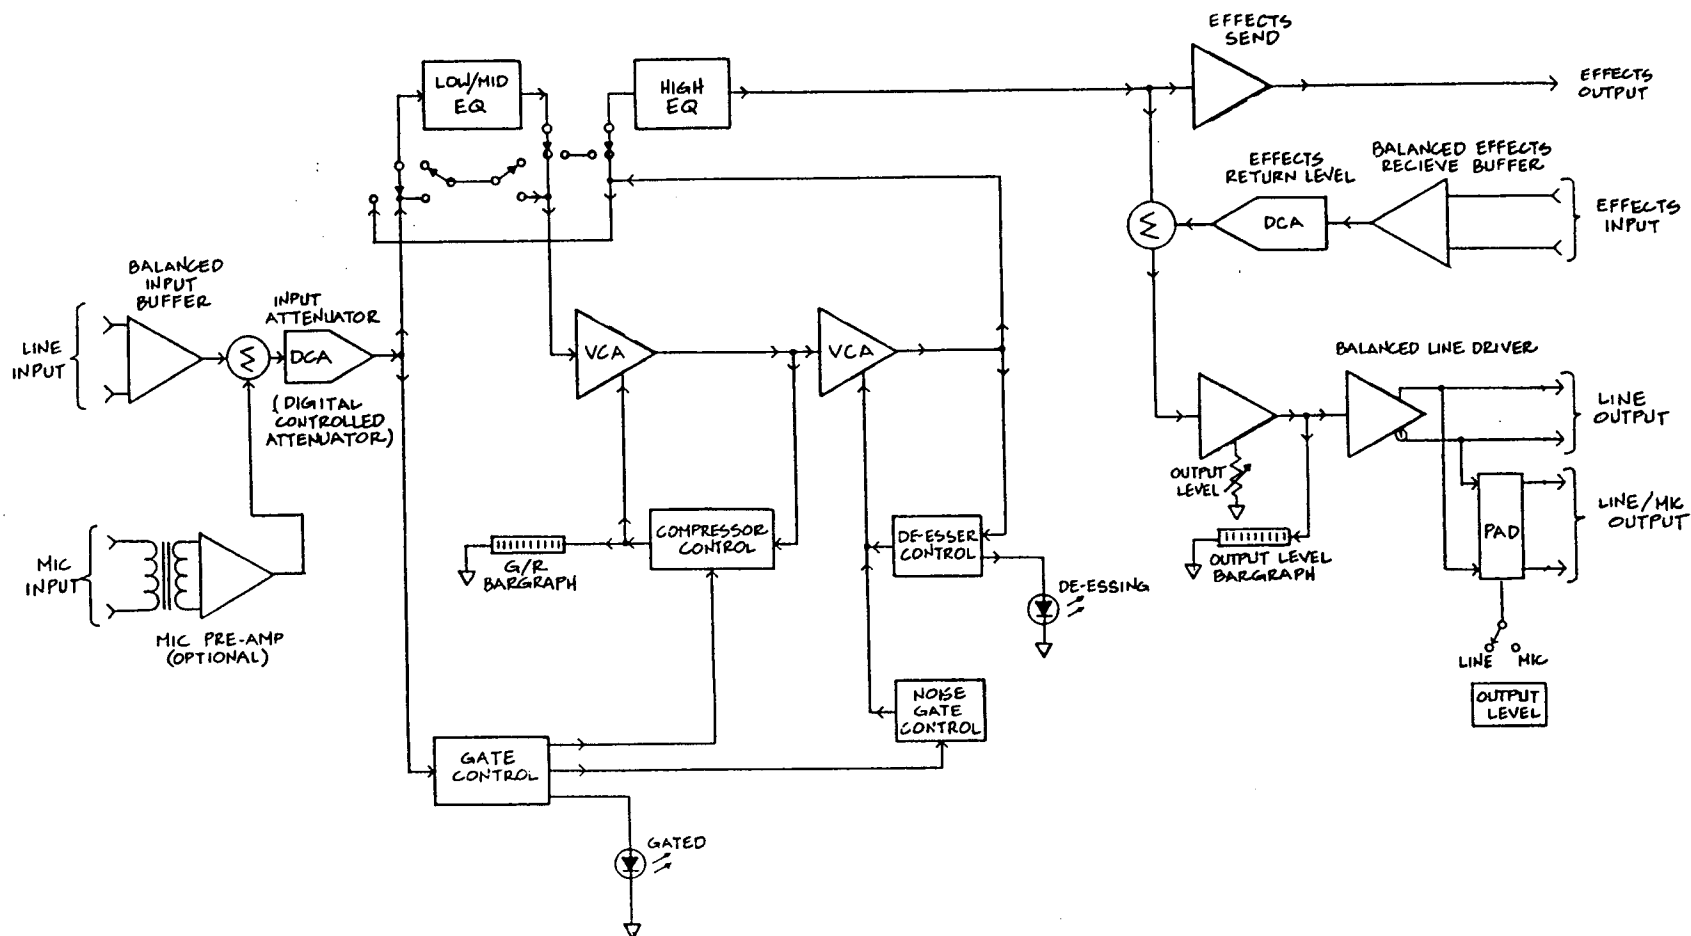 EFFECTS
SEND
EFFECTS
OUTPUT
LOW/MID
EQ
HIGH
EQ
BALANCED EFFECTS
RECIEVE BUFFER
EFFECTS
RETURN LEVEL
DCA
EFFECTS
INPUT
Σ
BALANCED
INPUT
BUFFER
INPUT
ATTENUATOR
LINE
INPUT
Σ
DCA
(DIGITAL
CONTROLLED
ATTENUATOR)
VCA
VCA
BALANCED LINE DRIVER
LINE
OUTPUT
OUTPUT
LEVEL
LINE/MIC
OUTPUT
PAD
COMPRESSOR
CONTROL
DE-ESSER
CONTROL
G/R
BARGRAPH
OUTPUT LEVEL
BARGRAPH
MIC
INPUT
DE-ESSING
MIC PRE-AMP
(OPTIONAL)
LINE
MIC
OUTPUT
LEVEL
NOISE
GATE
CONTROL
GATE
CONTROL
GATED